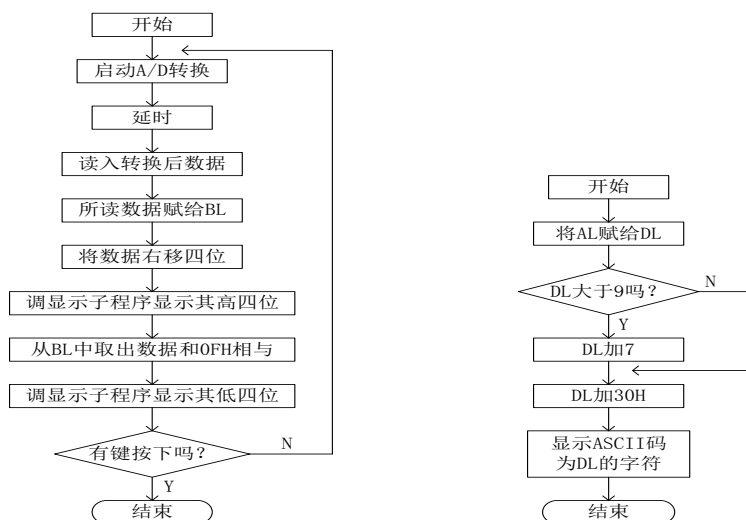 开始
启动A/D转换
延时
读入转换后数据
所读数据赋给BL
将数据右移四位
调显示子程序显示其高四位
从BL中取出数据和0FH相与
调显示子程序显示其低四位
有键按下吗?
N
Y
结束
开始
将AL赋给DL
DL大于9吗?
N
Y
DL加7
DL加30H
显示ASCII码
为DL的字符
结束